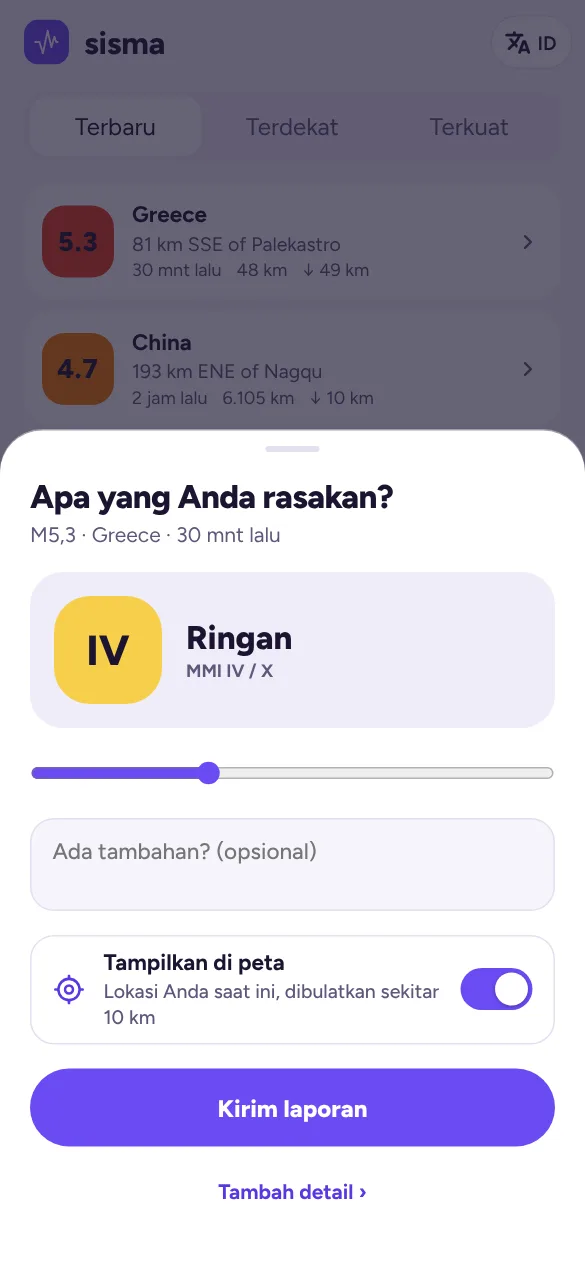 sisma
ID
Terbaru
Terdekat
Terkuat
5.3
Greece
81 km SSE of Palekastro
30 mnt lalu 48 km ↓ 49 km
4.7
China
193 km ENE of Nagqu
2 jam lalu 6.105 km ↓ 10 km
Apa yang Anda rasakan?
M5,3 · Greece · 30 mnt lalu
IV
Ringan
MMI IV / X
Ada tambahan? (opsional)
Tampilkan di peta
Lokasi Anda saat ini, dibulatkan sekitar
10 km
Kirim laporan
Tambah detail ›